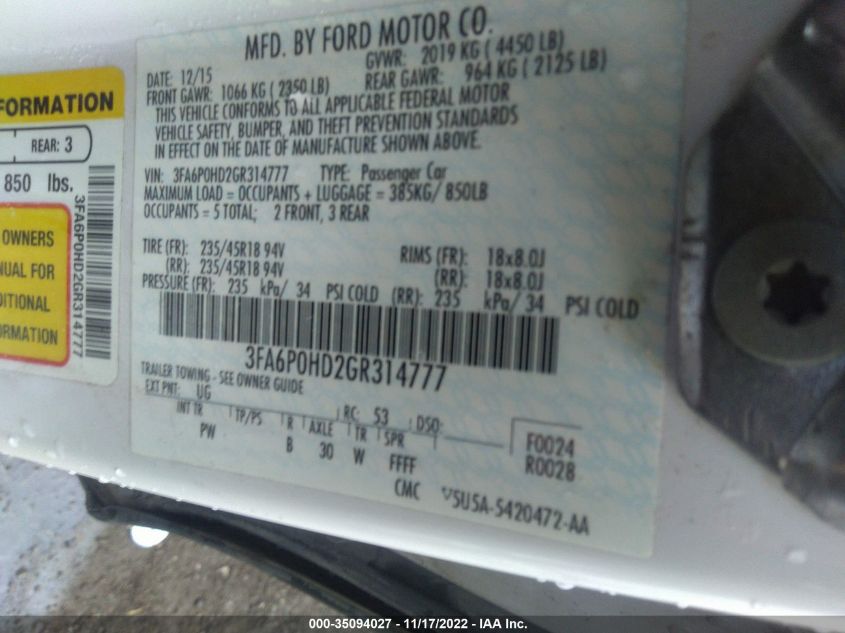 FORMATION
REAR: 3
850 lbs.
OWNERS
NUAL FOR
DITIONAL
ORMATION
3FA6P0HD2GR314777
MFD. BY FORD MOTOR CO.
DATE: 12/15
GVWR: 2019 KG ( 4450 LB)
FRONT GAWR: 1066 KG ( 2350 LB)
REAR GAWR: 964 KG ( 2125 LB)
THIS VEHICLE CONFORMS TO ALL APPLICABLE FEDERAL MOTOR
VEHICLE SAFETY, BUMPER, AND THEFT PREVENTION STANDARDS
IN EFFECT ON THE DATE OF MANUFACTURE SHOWN ABOVE.
VIN: 3FA6P0HD2GR314777 TYPE: Passenger Car
MAXIMUM LOAD = OCCUPANTS + LUGGAGE = 385KG/ 850LB
OCCUPANTS = 5 TOTAL; 2 FRONT, 3 REAR
TIRE (FR): 235/45R18 94V RIMS (FR): 18x8.0J
(RR): 235/45R18 94V (RR): 18x8.0J
PRESSURE (FR): 235 kPa/ 34 PSI COLD (RR): 235 kPa/ 34 PSI COLD
3FA6P0HD2GR314777
TRAILER TOWING - SEE OWNER GUIDE
EXT PNT: UG RC: 53 DSO:
INT TR TP/PS R AXLE TR SPR
PW B 30 W FFFF
F0024
R0028
CMC
5U5A-5420472-AA
000-35094027 - 11/17/2022 - IAA Inc.